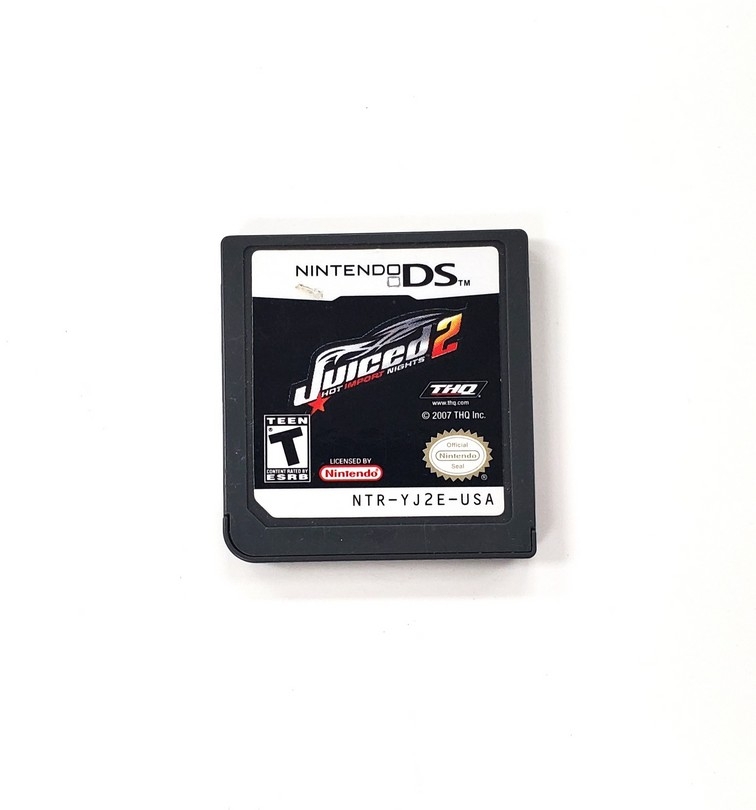 NINTENDO DS™
Juiced 2
HOT IMPORT NIGHTS
THQ
www.thq.com
© 2007 THQ Inc.
TEEN
T
CONTENT RATED BY
ESRB
LICENSED BY
Nintendo
Official
Nintendo
Seal
®
NTR-YJ2E-USA